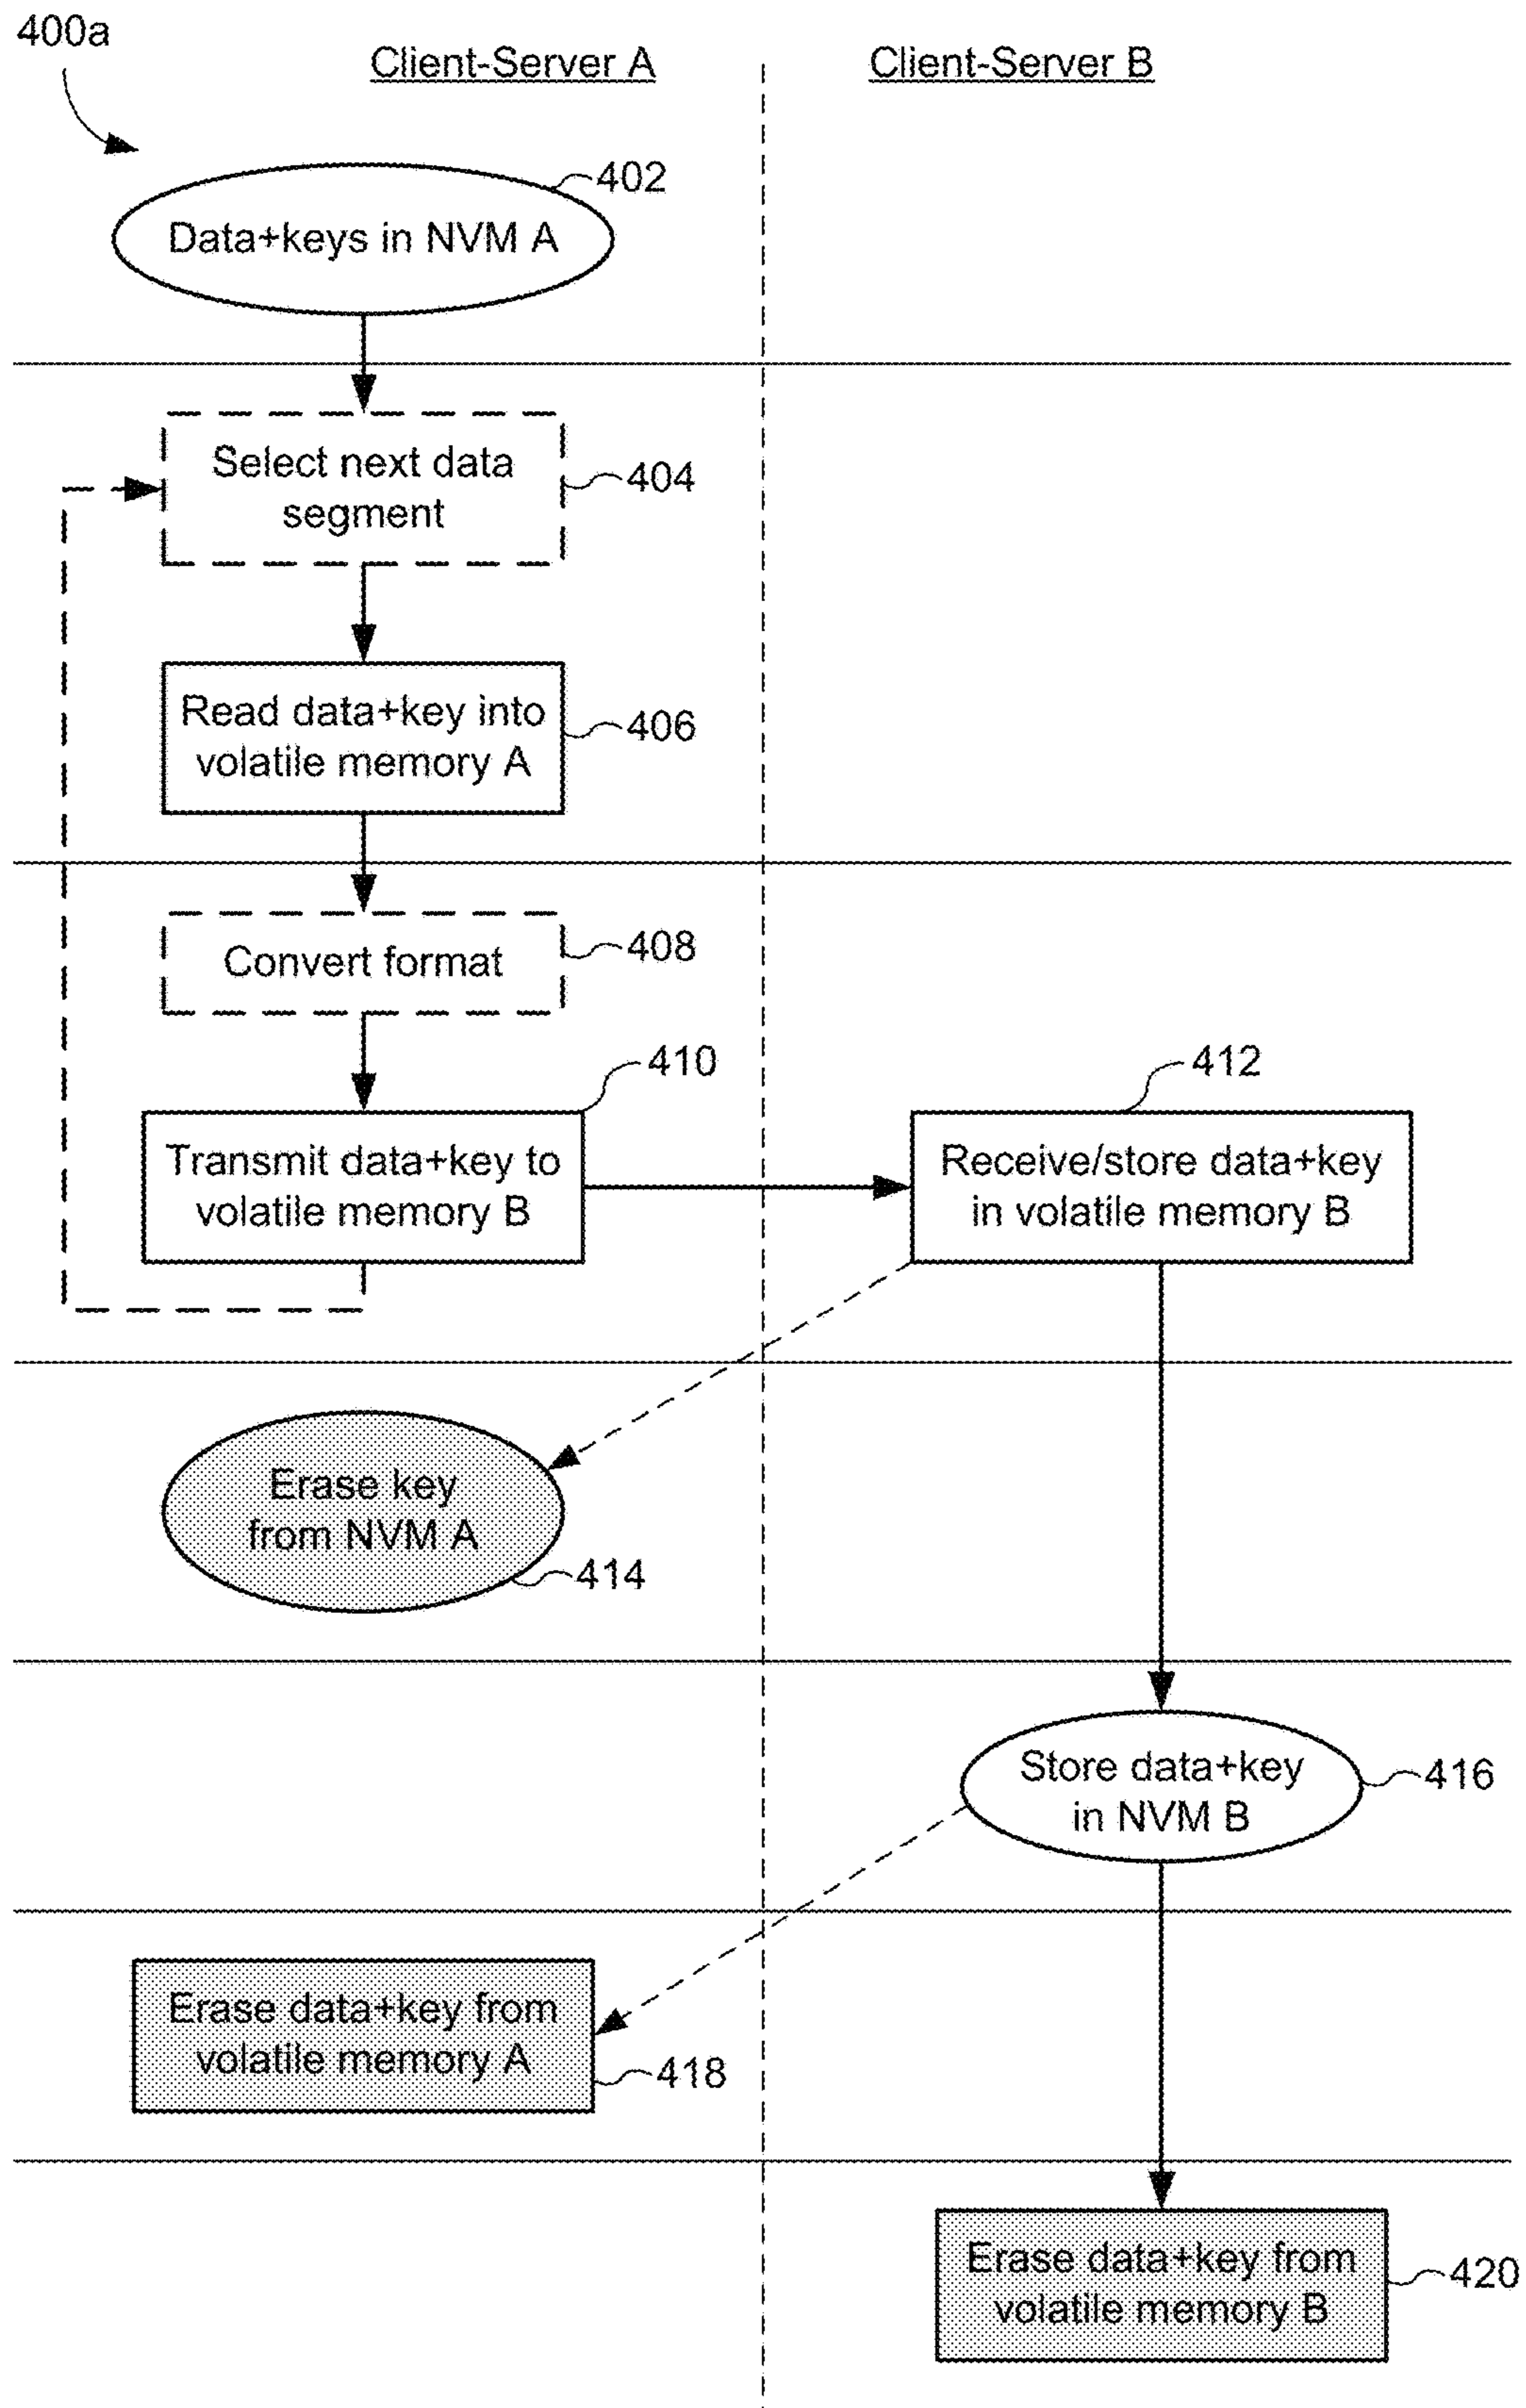 400a
Client-Server A
Client-Server B
402
Data+keys in NVM A
Select next data
segment
404
Read data+key into
volatile memory A
406
Convert format
408
410
Transmit data+key to
volatile memory B
412
Receive/store data+key
in volatile memory B
Erase key
from NVM A
414
Store data+key
in NVM B
416
Erase data+key from
volatile memory A
418
Erase data+key from
volatile memory B
420